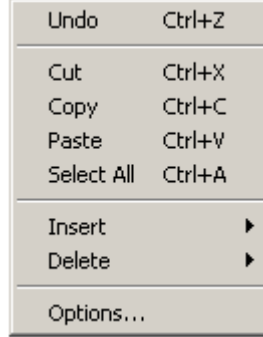 Undo Ctrl+Z
Cut Ctrl+X
Copy Ctrl+C
Paste Ctrl+V
Select All Ctrl+A
Insert
Delete
Options...